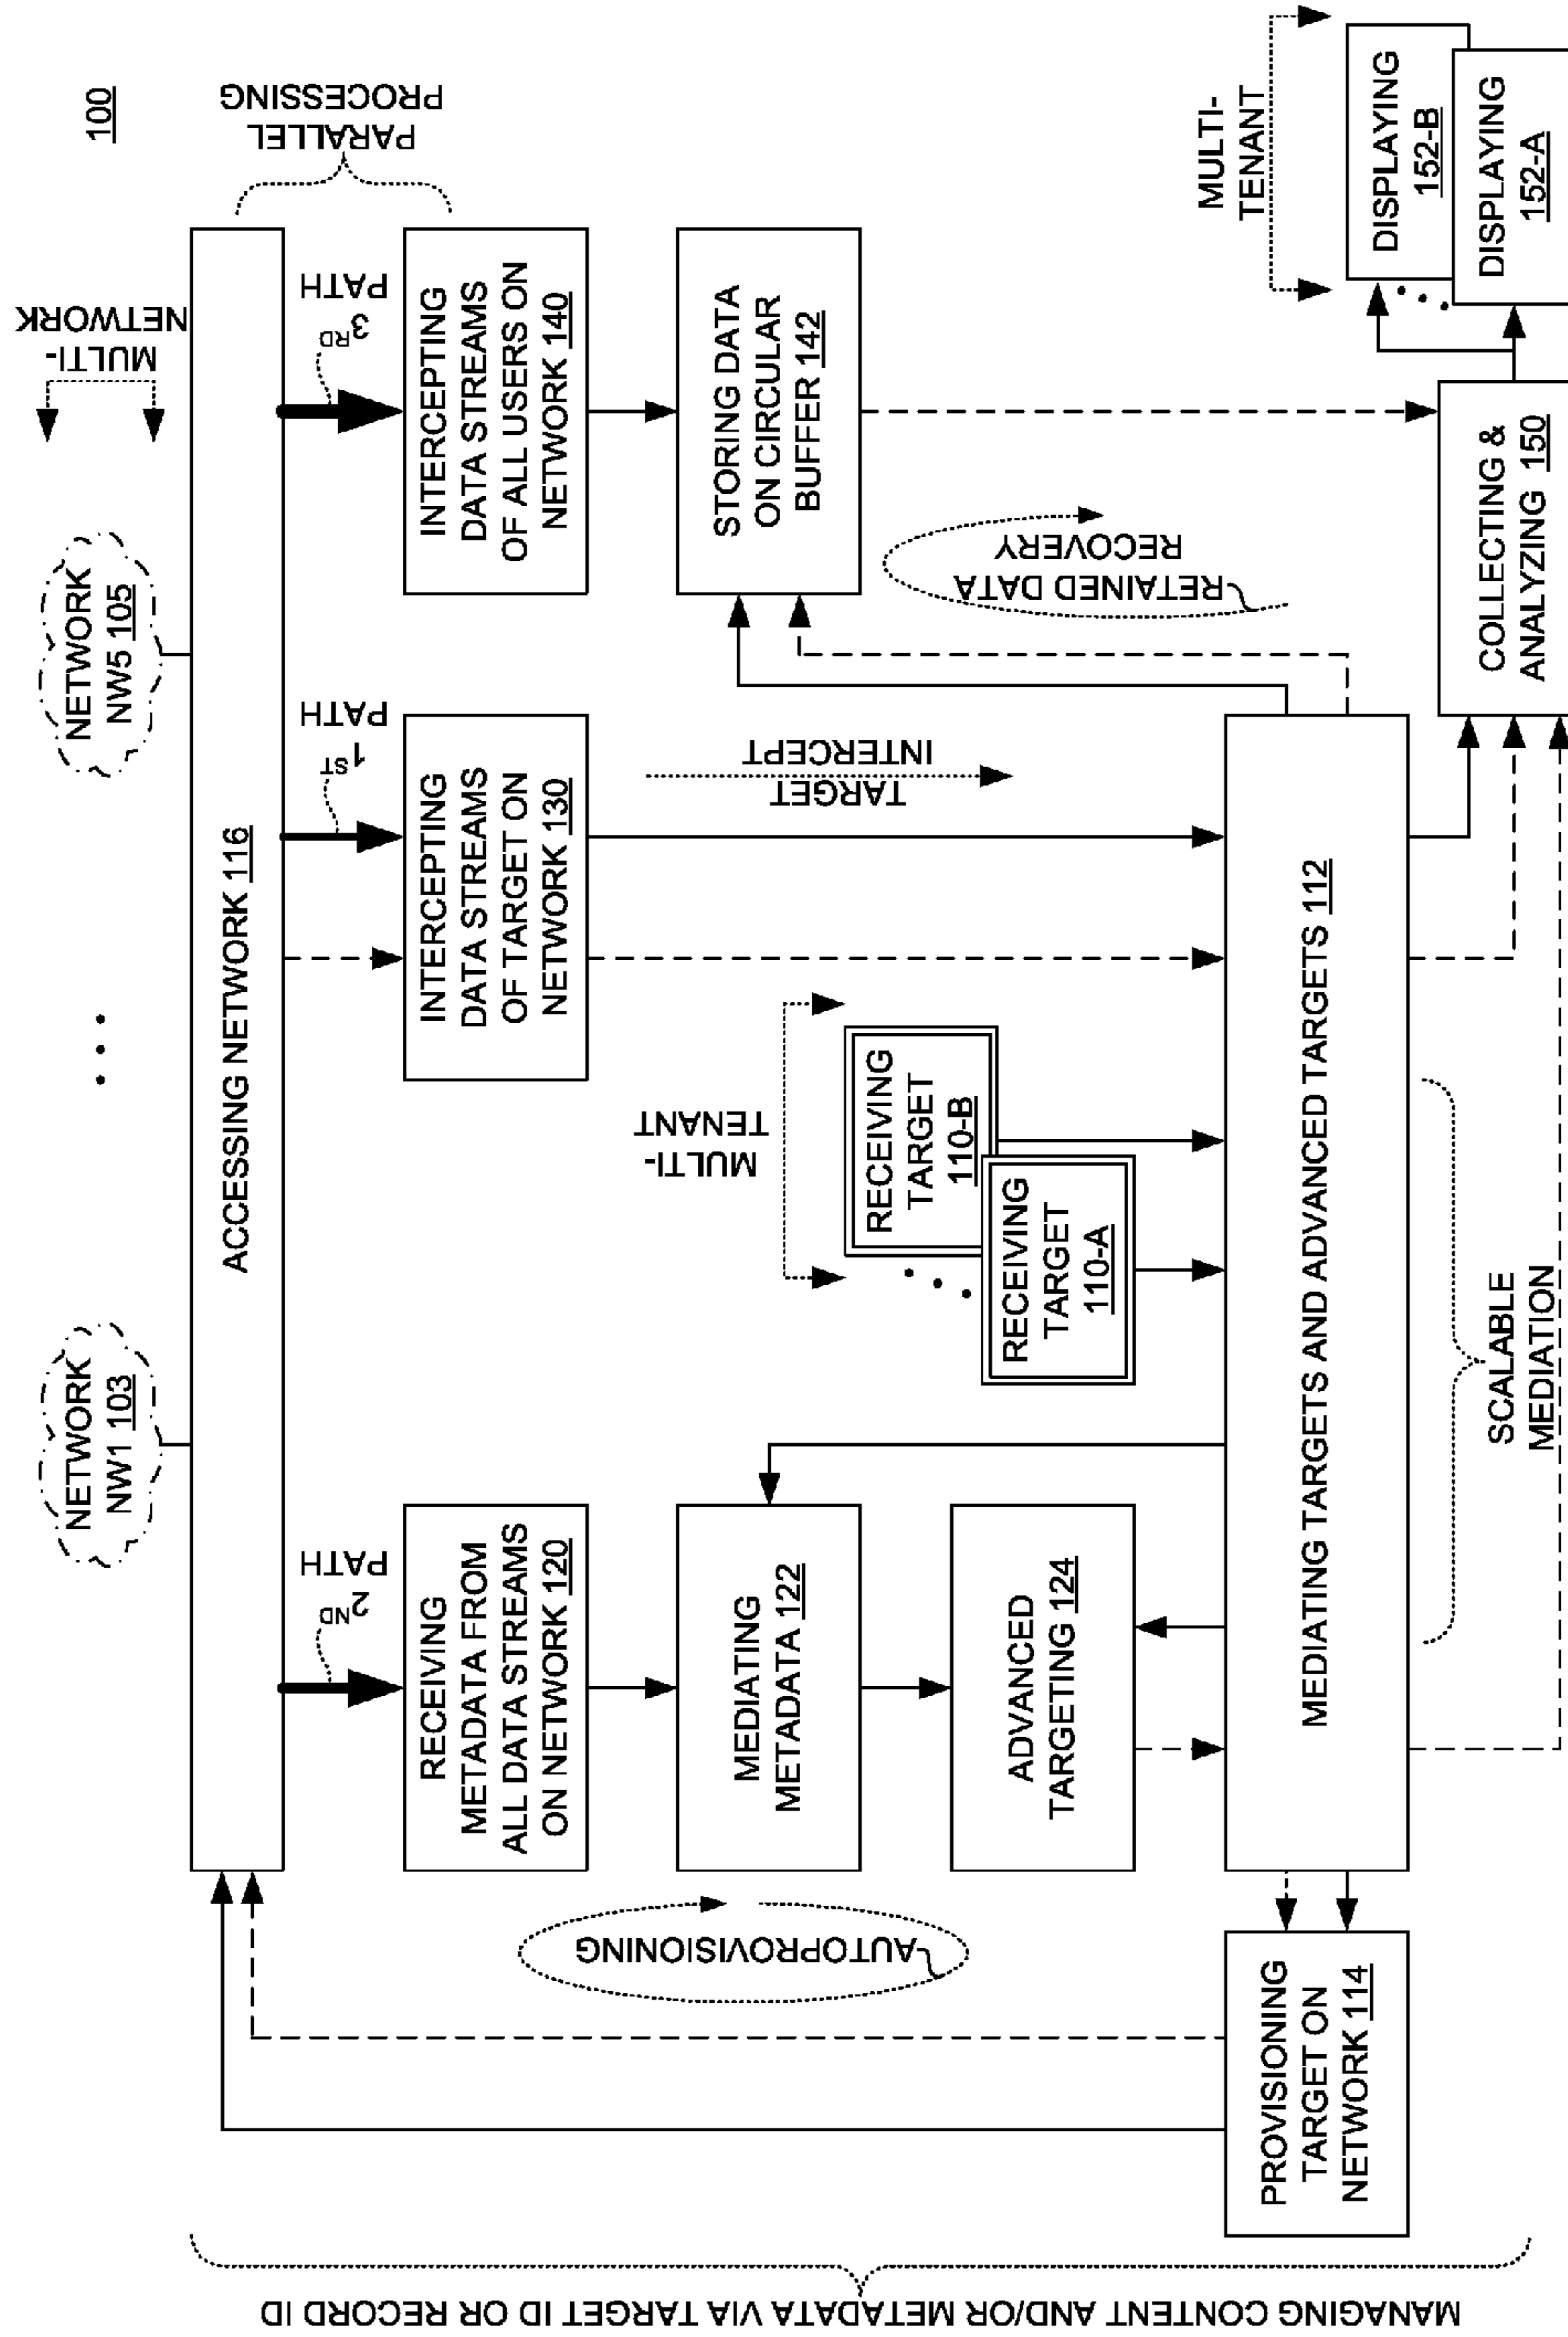 100
MULTI-
NETWORK
NETWORK
NW1 103
• • •
NETWORK
NW5 105
ACCESSING NETWORK 116
PARALLEL
PROCESSING
2ND
PATH
1ST
PATH
3RD
PATH
RECEIVING
METADATA FROM
ALL DATA STREAMS
ON NETWORK 120
INTERCEPTING
DATA STREAMS
OF TARGET ON
NETWORK 130
INTERCEPTING
DATA STREAMS
OF ALL USERS ON
NETWORK 140
AUTOPROVISIONING
MEDIATING
METADATA 122
MULTI-
TENANT
TARGET
INTERCEPT
STORING DATA
ON CIRCULAR
BUFFER 142
RECEIVING
TARGET
110-B
RECEIVING
TARGET
110-A
ADVANCED
TARGETING 124
RETAINED DATA
RECOVERY
PROVISIONING
TARGET ON
NETWORK 114
MEDIATING TARGETS AND ADVANCED TARGETS 112
SCALABLE
MEDIATION
COLLECTING &
ANALYZING 150
MULTI-
TENANT
DISPLAYING
152-B
DISPLAYING
152-A
MANAGING CONTENT AND/OR METADATA VIA TARGET ID OR RECORD ID